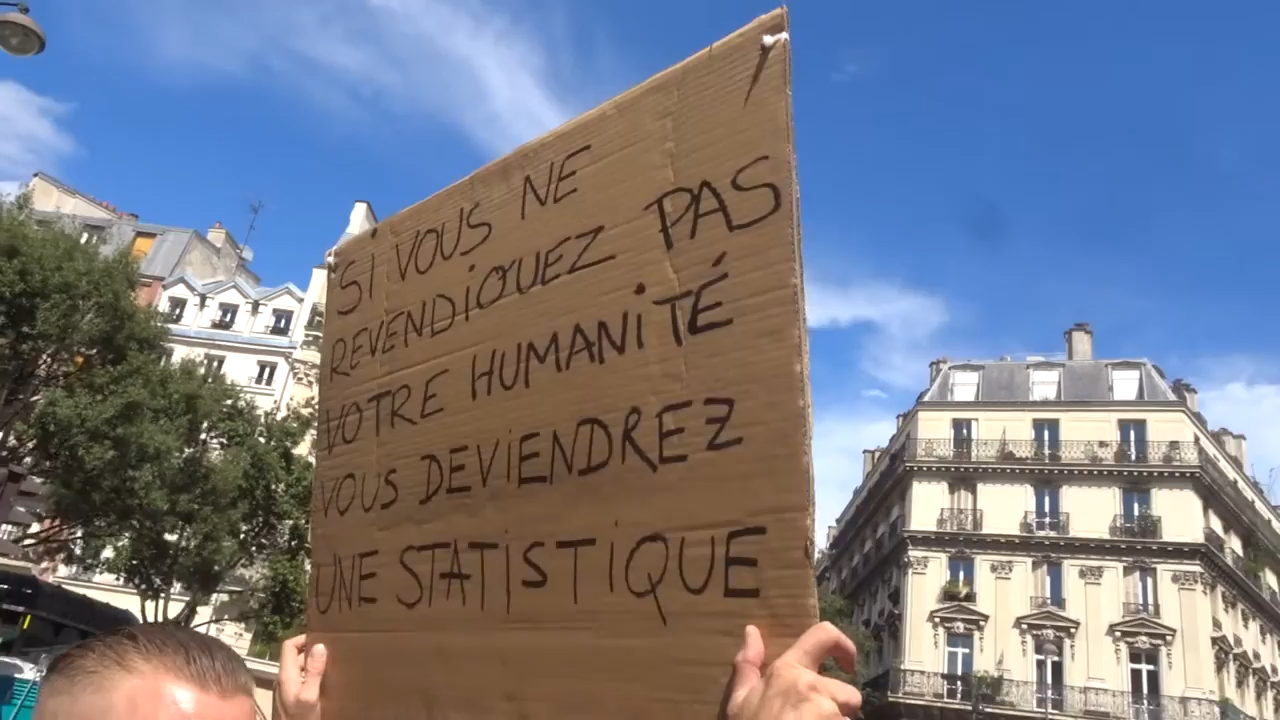 SI VOUS NE
REVENDIQUEZ PAS
VOTRE HUMANITÉ
VOUS DEVIENDREZ
UNE STATISTIQUE